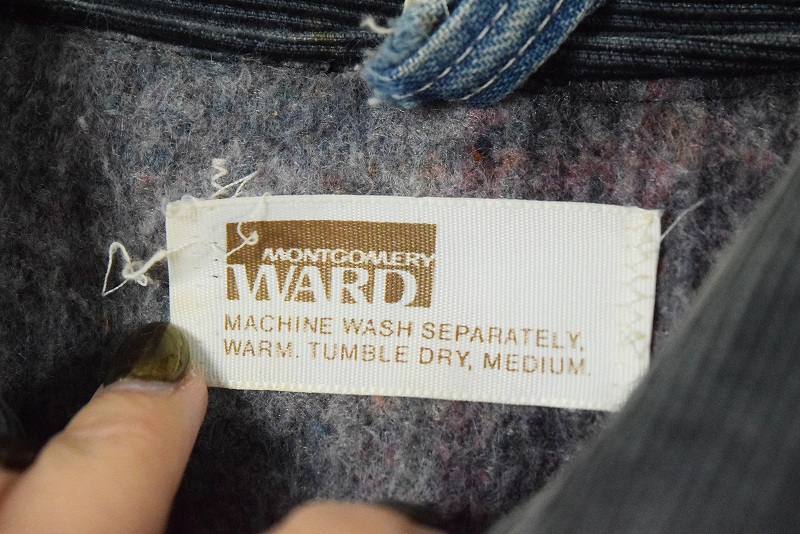 MONTGOMERY
WARD
MACHINE WASH SEPARATELY,
WARM. TUMBLE DRY, MEDIUM.